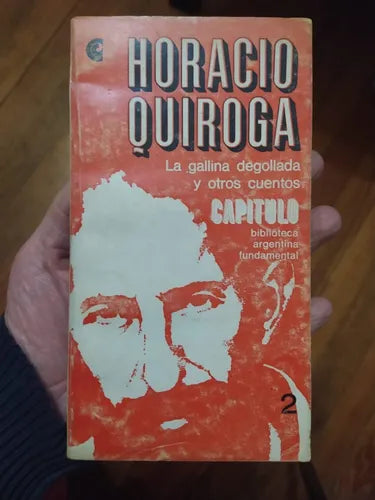 HORACIO
QUIROGA
La gallina degollada
y otros cuentos
CAPITULO
biblioteca
argentina
fundamental
2